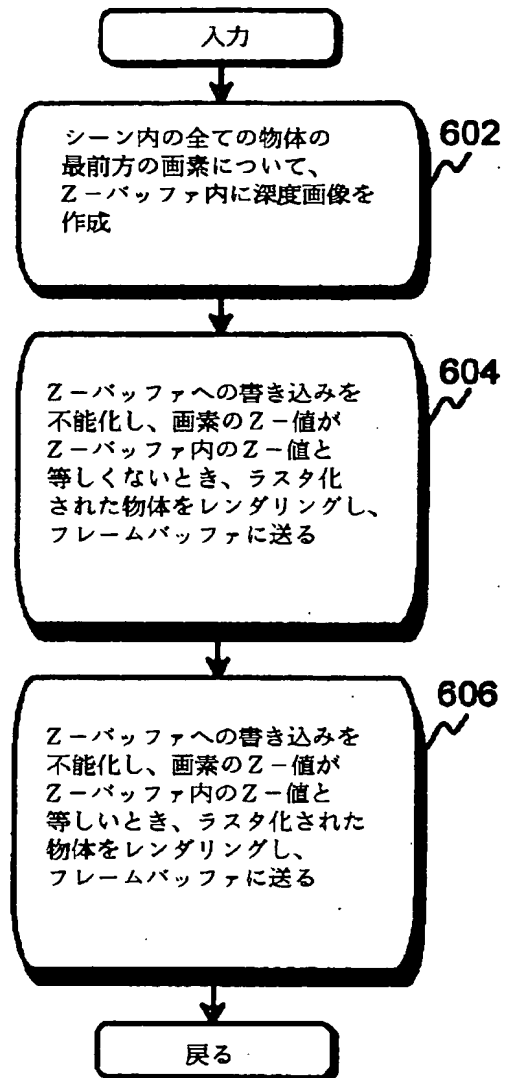 入力
シーン内の全ての物体の
最前方の画素について、
Z－バッファ内に深度画像を
作成
602
Z－バッファへの書き込みを
不能化し、画素のZ－値が
Z－バッファ内のZ－値と
等しくないとき、ラスタ化
された物体をレンダリングし、
フレームバッファに送る
604
Z－バッファへの書き込みを
不能化し、画素のZ－値が
Z－バッファ内のZ－値と
等しいとき、ラスタ化された
物体をレンダリングし、
フレームバッファに送る
606
戻る